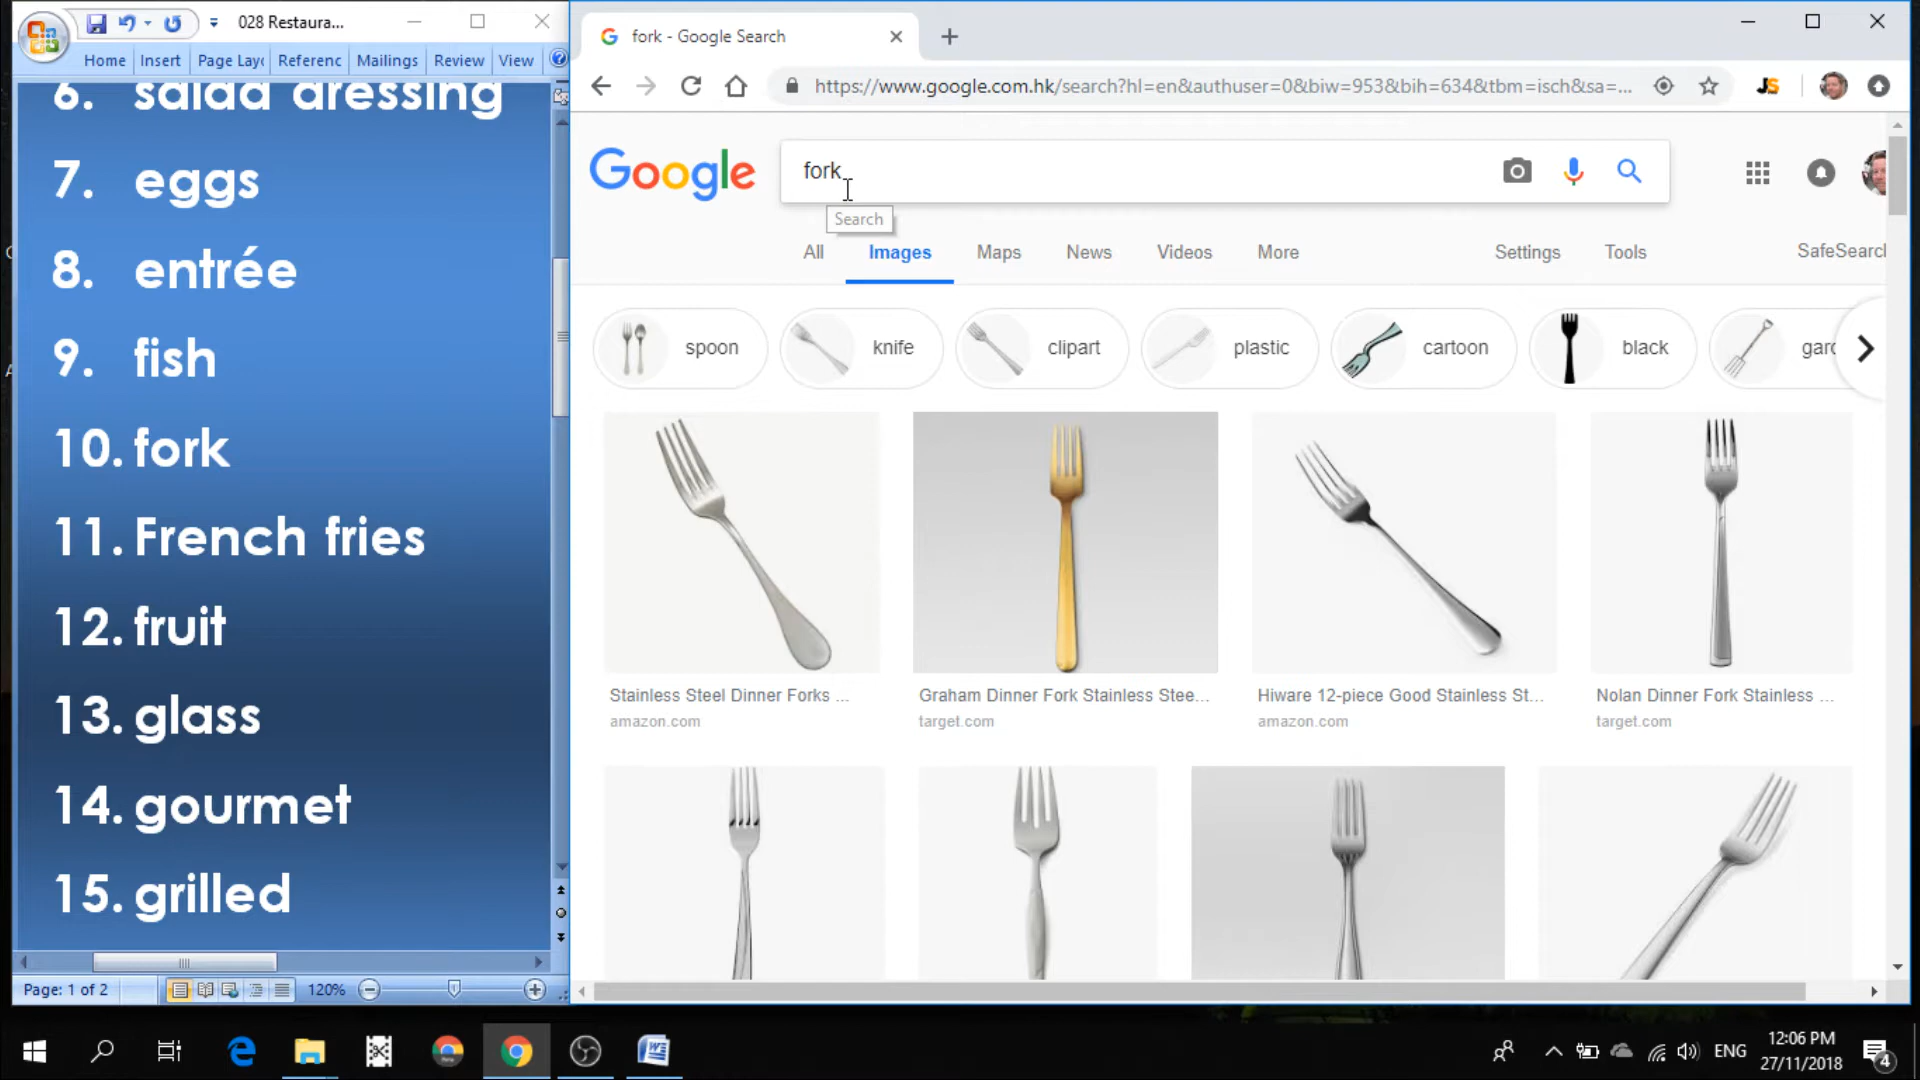 028 Restaura...
Home Insert Page Layc Referenc Mailings Review View
6. salad dressing
7. eggs
8. entrée
9. fish
10. fork
11. French fries
12. fruit
13. glass
14. gourmet
15. grilled
Page: 1 of 2
120%
fork - Google Search
https://www.google.com.hk/search?hl=en&authuser=0&biw=953&bih=634&tbm=isch&sa=...
JS
Google
fork
Search
All Images Maps News Videos More Settings Tools SafeSearch
spoon knife clipart plastic cartoon black gard
Stainless Steel Dinner Forks ...
amazon.com
Graham Dinner Fork Stainless Stee...
target.com
Hiware 12-piece Good Stainless St...
amazon.com
Nolan Dinner Fork Stainless ...
target.com
ENG
12:06 PM
27/11/2018
4